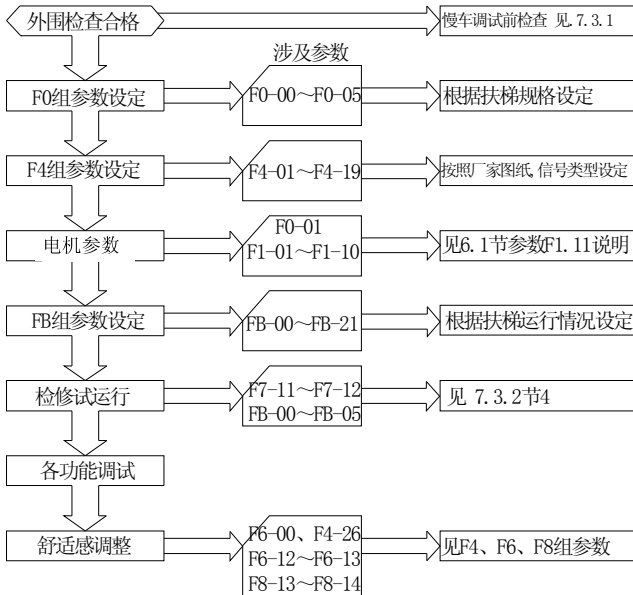 外围检查合格
慢车调试前检查 见.7.3.1
涉及参数
F0组参数设定
F0-00～F0-05
根据扶梯规格设定
F4组参数设定
F4-01～F4-19
按照厂家图纸,信号类型设定
电机参数
F0-01
F1-01～F1-10
见6.1节参数F1.11说明
FB组参数设定
FB-00～FB-21
根据扶梯运行情况设定
检修试运行
F7-11～F7-12
FB-00～FB-05
见 7.3.2节4
各功能调试
舒适感调整
F6-00、F4-26
F6-12～F6-13
F8-13～F8-14
见F4、F6、F8组参数